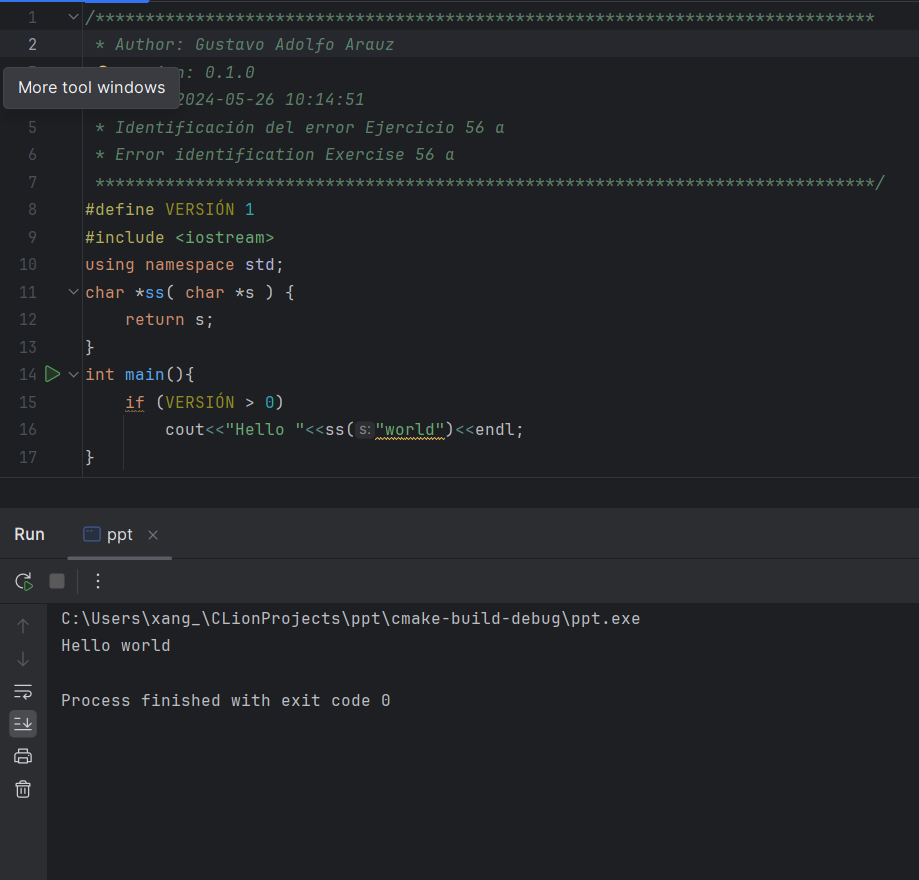 1 /******************************************************************************
2 * Author: Gustavo Adolfo Arauz
n: 0.1.0
More tool windows
2024-05-26 10:14:51
5 * Identificación del error Ejercicio 56 a
6 * Error identification Exercise 56 a
7 ******************************************************************************/
8 #define VERSIÓN 1
9 #include <iostream>
10 using namespace std;
11 char *ss( char *s ) {
12 return s;
13 }
14 int main(){
15 if (VERSIÓN > 0)
16 cout<<"Hello "<<ss( s: "world")<<endl;
17 }
Run ppt
C:\Users\xang_\CLionProjects\ppt\cmake-build-debug\ppt.exe
Hello world
Process finished with exit code 0